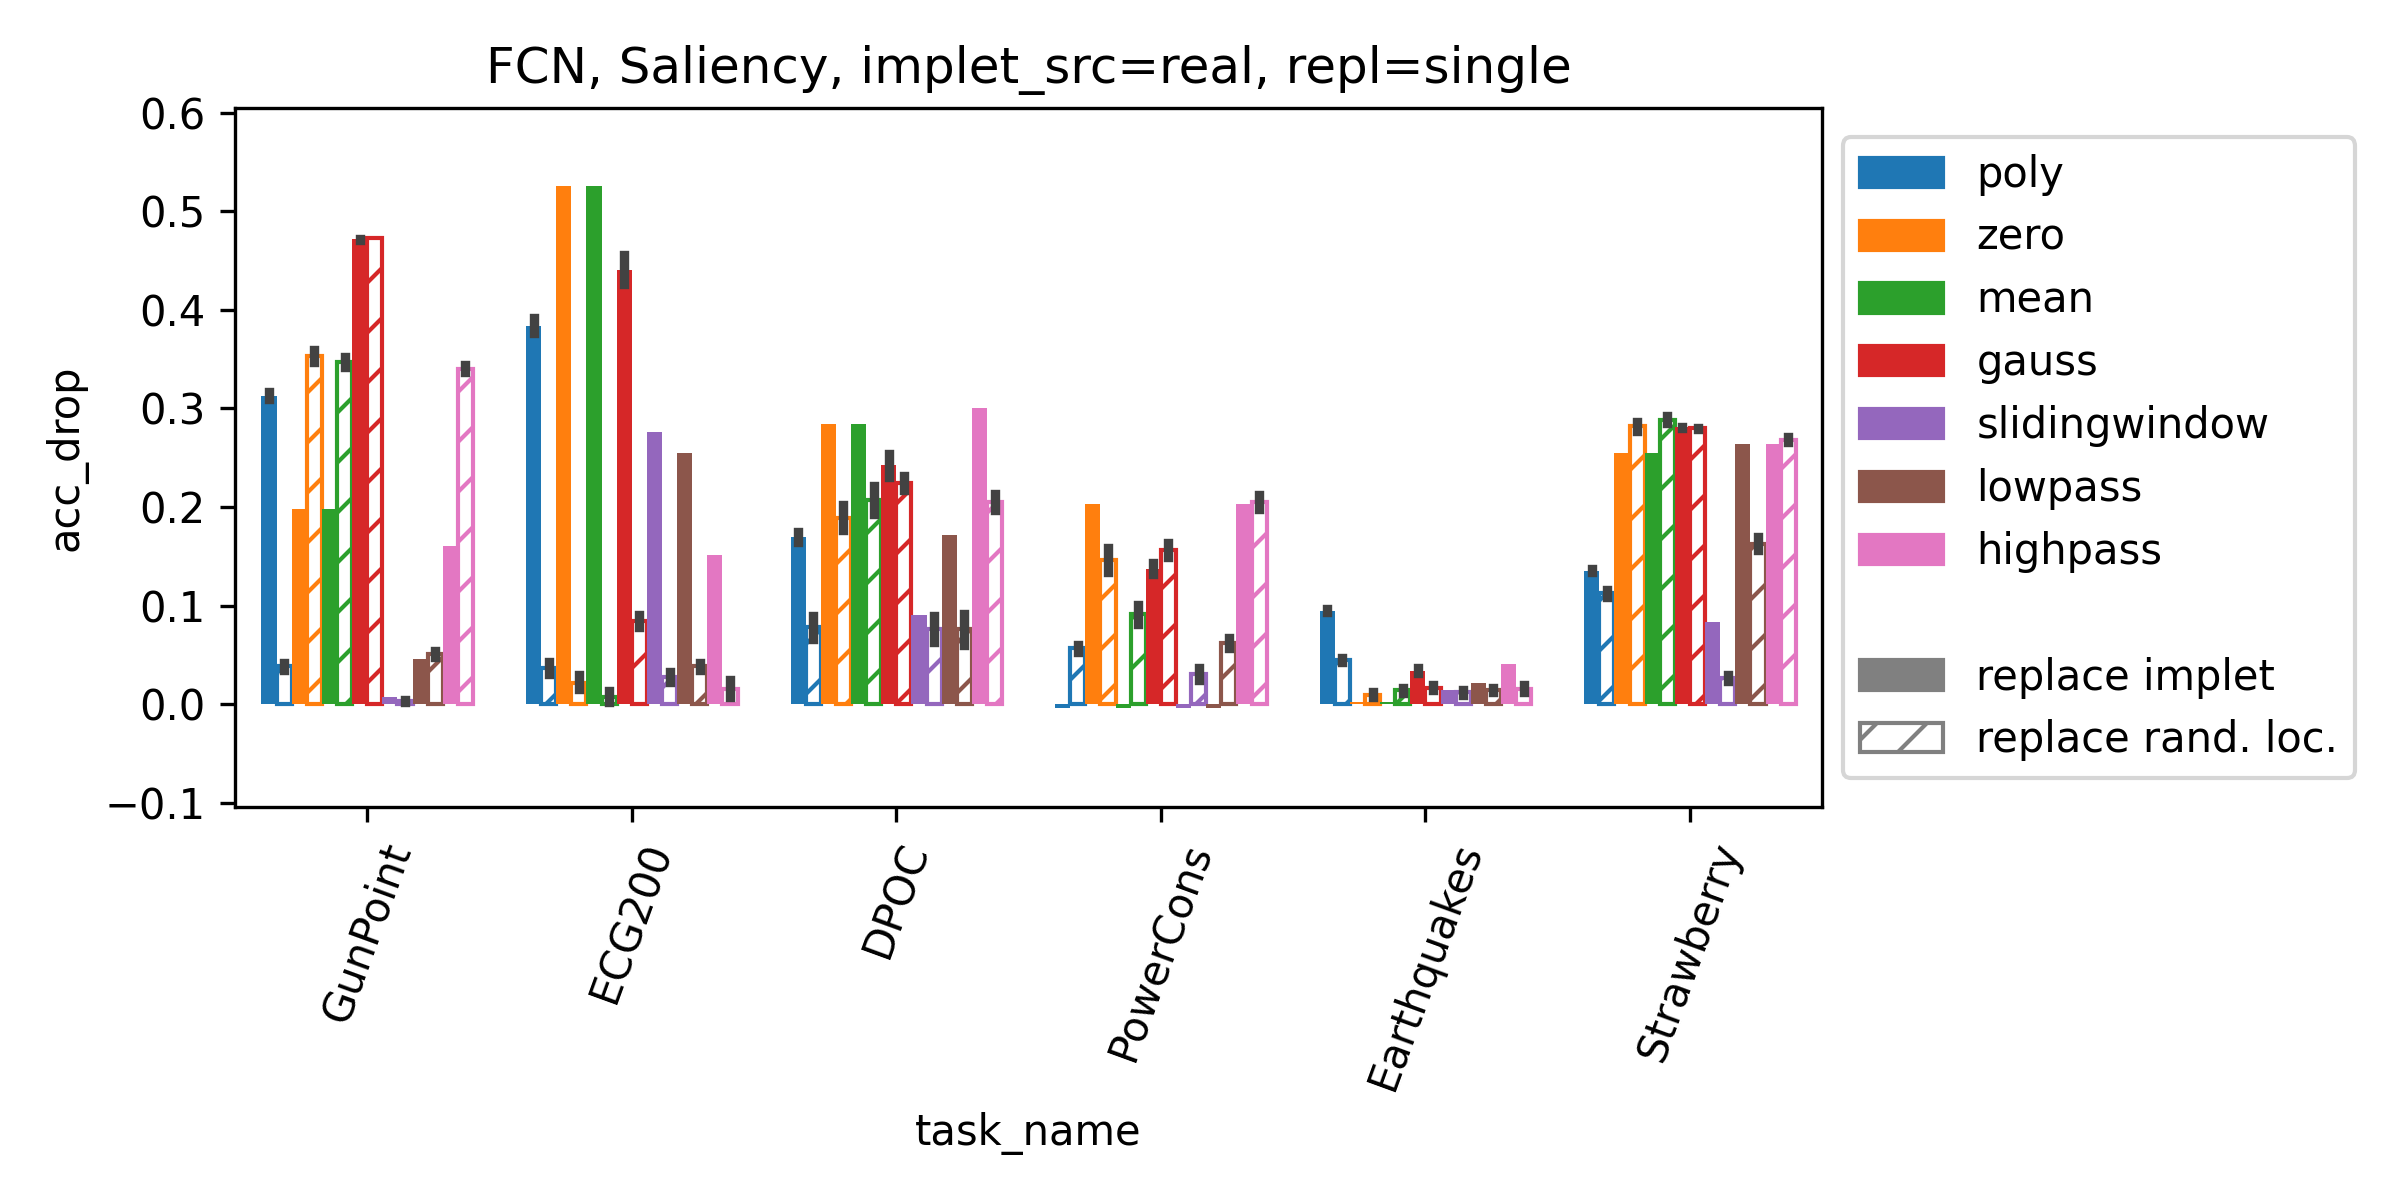 FCN, Saliency, implet_src=real, repl=single
acc_drop
0.6
0.5
0.4
0.3
0.2
0.1
0.0
−0.1
GunPoint
ECG200
DPOC
PowerCons
Earthquakes
Strawberry
task_name
poly
zero
mean
gauss
slidingwindow
lowpass
highpass
replace implet
replace rand. loc.